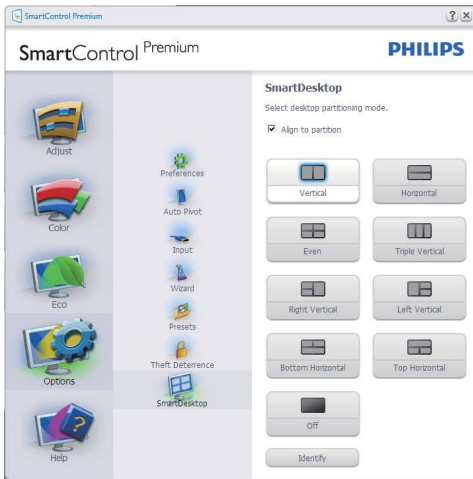 SmartControl Premium
SmartControl Premium
PHILIPS
Adjust
Color
Eco
Options
Help
Preferences
Auto Pivot
Input
Wizard
Presets
Theft Deterrence
SmartDesktop
SmartDesktop
Select desktop partitioning mode.
Align to partition
Vertical
Horizontal
Even
Triple Vertical
Right Vertical
Left Vertical
Bottom Horizontal
Top Horizontal
Off
Identify